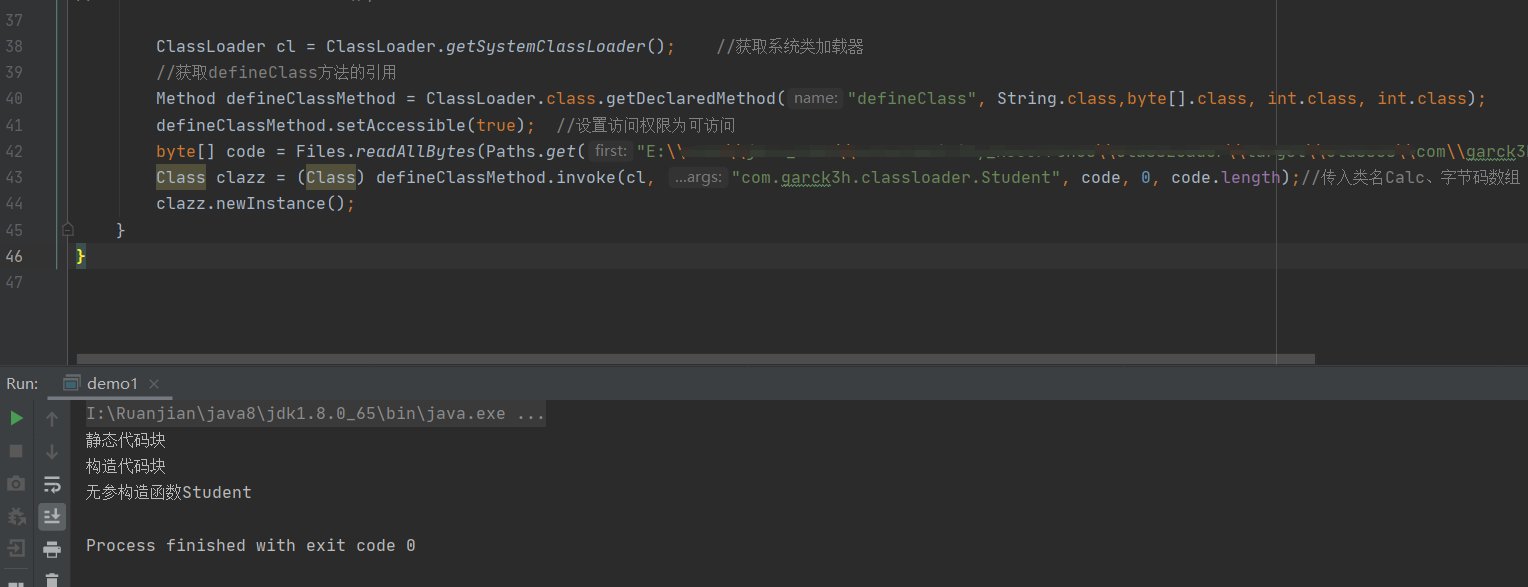 37
38 ClassLoader cl = ClassLoader.getSystemClassLoader(); //获取系统类加载器
39 //获取defineClass方法的引用
40 Method defineClassMethod = ClassLoader.class.getDeclaredMethod( name: "defineClass", String.class,byte[].class, int.class, int.class);
41 defineClassMethod.setAccessible(true); //设置访问权限为可访问
42 byte[] code = Files.readAllBytes(Paths.get( first: "E:\\ \\ \\ \\ \\ \\ \\com\\garck3h
43 Class clazz = (Class) defineClassMethod.invoke(cl, ...args: "com.garck3h.classloader.Student", code, 0, code.length);//传入类名Calc、字节码数组
44 clazz.newInstance();
45 }
46 }
47
Run: demo1 ×
I:\Ruanjian\java8\jdk1.8.0_65\bin\java.exe ...
静态代码块
构造代码块
无参构造函数Student
Process finished with exit code 0